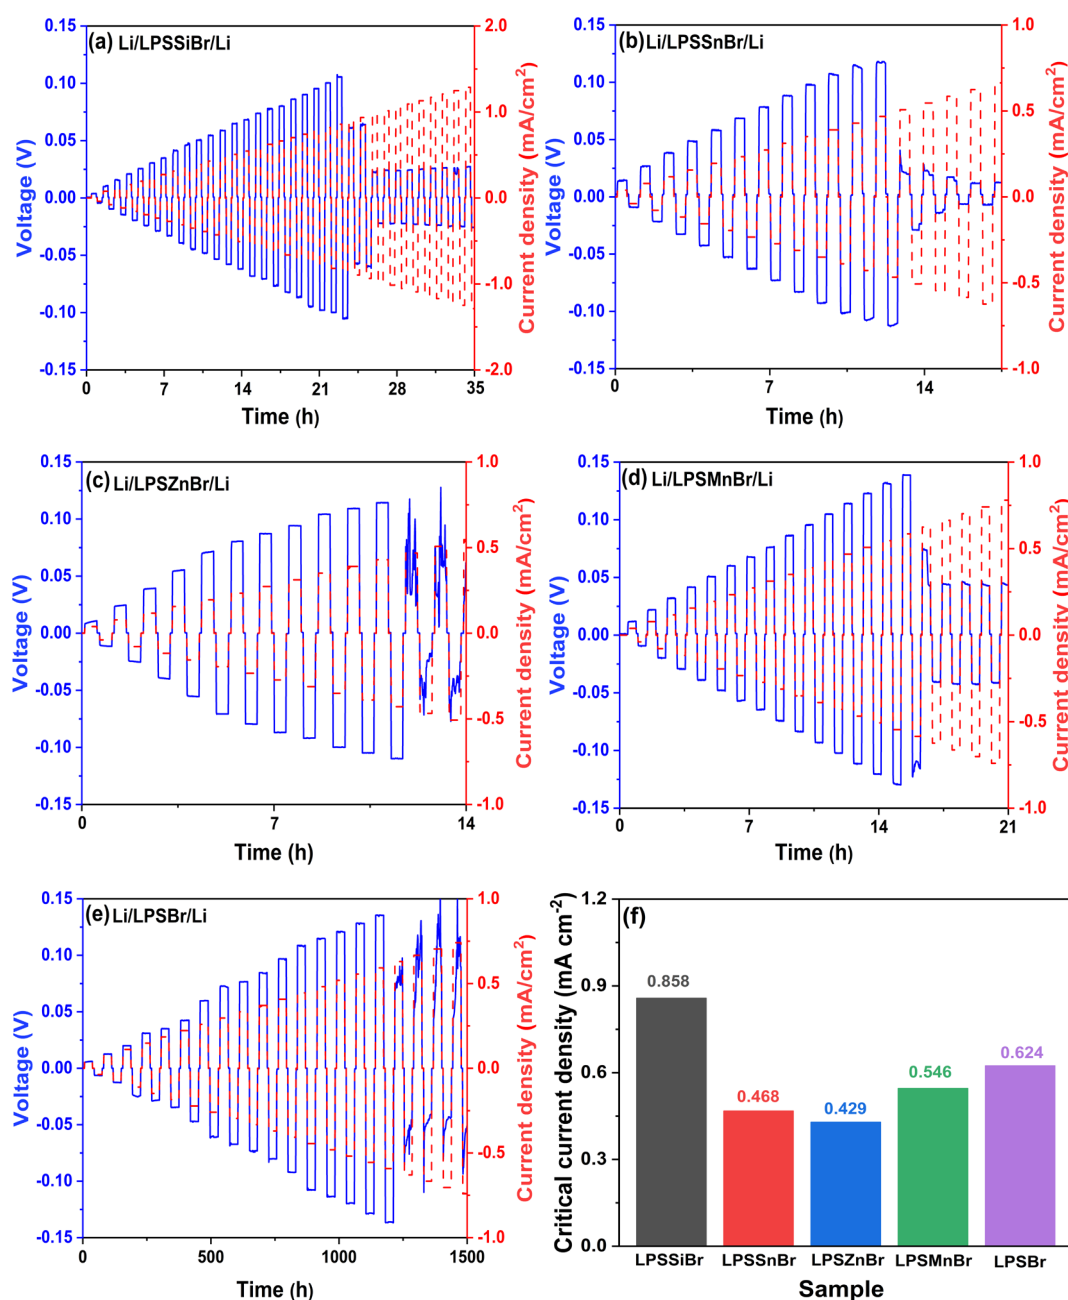 (a) Li/LPSSiBr/Li
0.15
0.10
0.05
0.00
-0.05
-0.10
-0.15
Voltage (V)
2.0
1.0
0.0
-1.0
-2.0
Current density (mA/cm²)
0 7 14 21 28 35
Time (h)
(b) Li/LPSSnBr/Li
0.15
0.10
0.05
0.00
-0.05
-0.10
-0.15
Voltage (V)
1.0
0.5
0.0
-0.5
-1.0
Current density (mA/cm²)
0 7 14
Time (h)
(c) Li/LPSZnBr/Li
0.15
0.10
0.05
0.00
-0.05
-0.10
-0.15
Voltage (V)
1.0
0.5
0.0
-0.5
-1.0
Current density (mA/cm²)
0 7 14
Time (h)
(d) Li/LPSMnBr/Li
0.15
0.10
0.05
0.00
-0.05
-0.10
-0.15
Voltage (V)
1.0
0.5
0.0
-0.5
-1.0
Current density (mA/cm²)
0 7 14 21
Time (h)
(e) Li/LPSBr/Li
0.15
0.10
0.05
0.00
-0.05
-0.10
-0.15
Voltage (V)
1.0
0.5
0.0
-0.5
-1.0
Current density (mA/cm²)
0 500 1000 1500
Time (h)
(f)
1.2
0.9
0.6
0.3
0.0
Critical current density (mA cm⁻²)
0.858
0.468
0.429
0.546
0.624
LPSSiBr LPSSnBr LPSZnBr LPSMnBr LPSBr
Sample